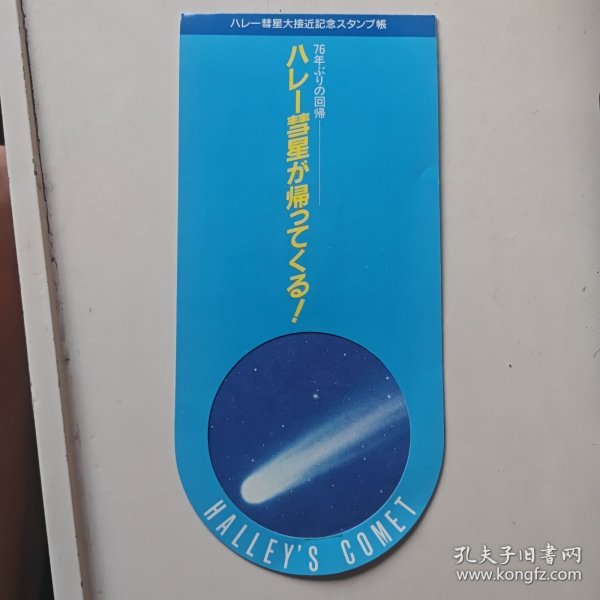 ハレー彗星大接近記念スタンプ帳
76年ぶりの回帰
ハレー彗星が帰ってくる!
HALLEY'S COMET
孔夫子旧书网
www.kongfz.com